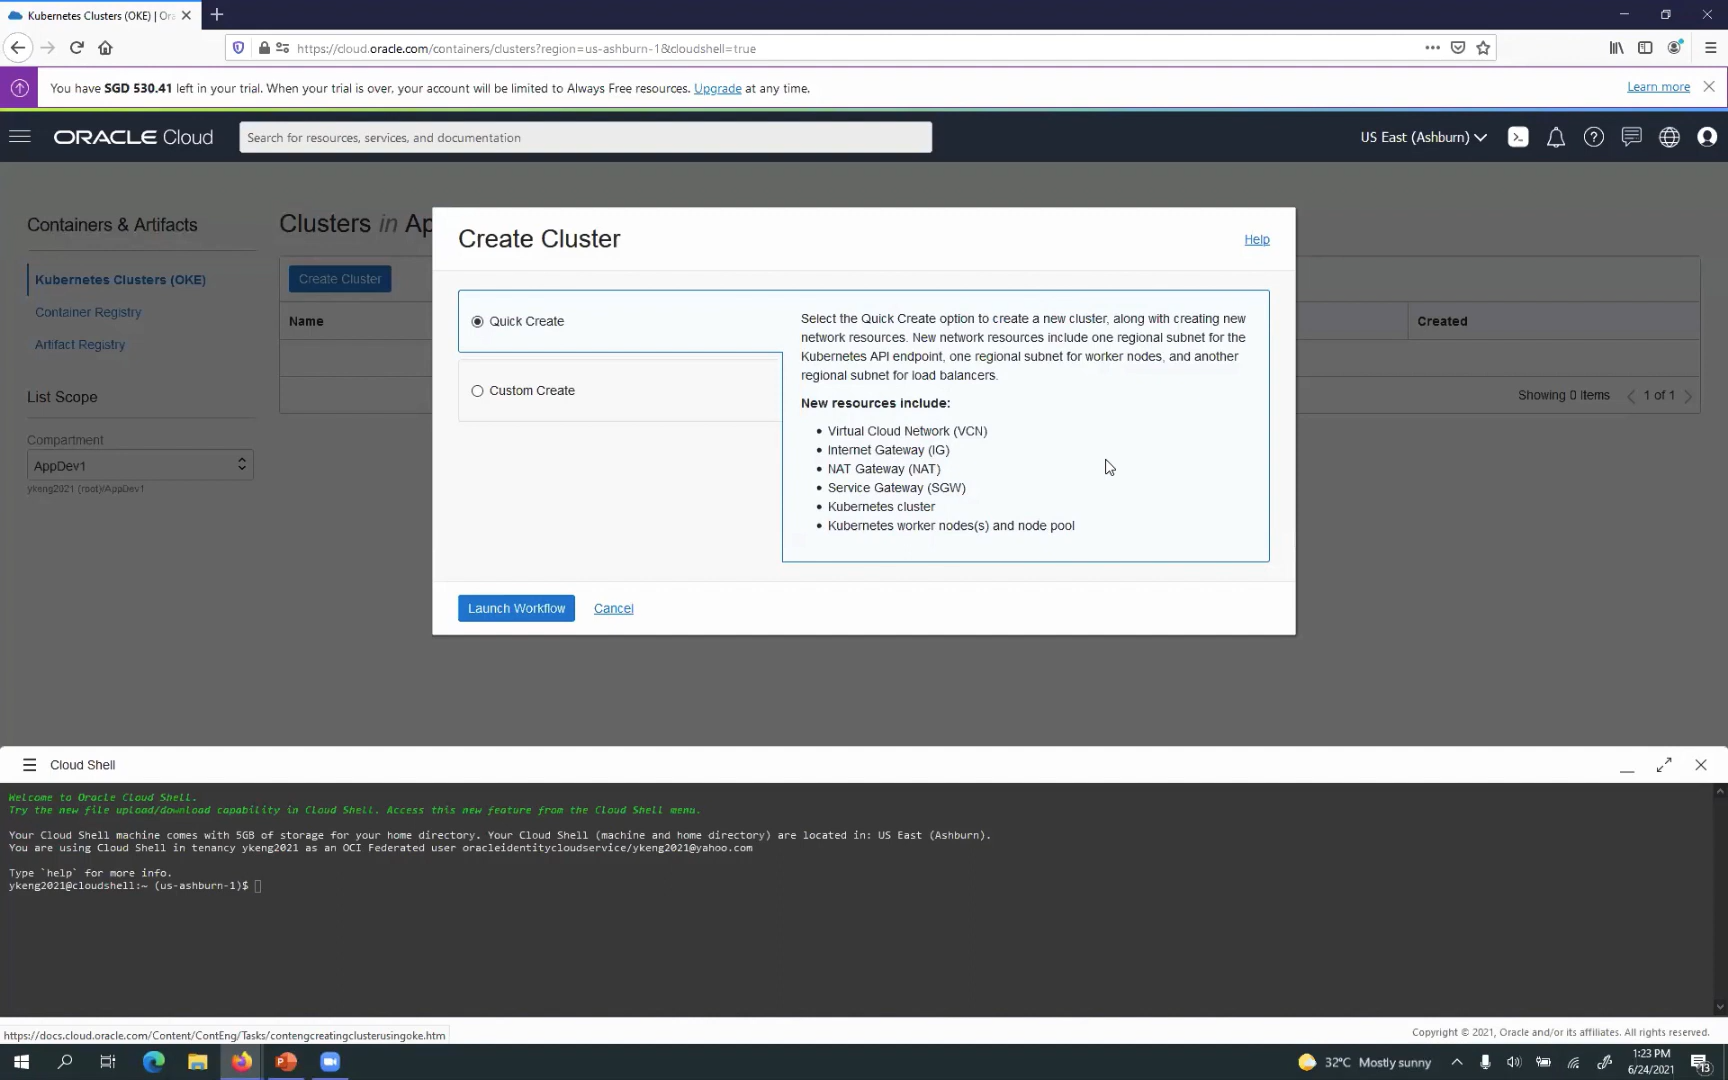 Kubernetes Clusters (OKE) | Ora
https://cloud.oracle.com/containers/clusters?region=us-ashburn-1&cloudshell=true
You have SGD 530.41 left in your trial. When your trial is over, your account will be limited to Always Free resources. Upgrade at any time.
Learn more
ORACLE Cloud
Search for resources, services, and documentation
US East (Ashburn)
Containers & Artifacts
Kubernetes Clusters (OKE)
Container Registry
Artifact Registry
List Scope
Compartment
AppDev1
ykeng2021 (root)/AppDev1
Clusters in Ap
Create Cluster
Name
Created
Showing 0 Items
1 of 1
Create Cluster
Help
Quick Create
Custom Create
Select the Quick Create option to create a new cluster, along with creating new
network resources. New network resources include one regional subnet for the
Kubernetes API endpoint, one regional subnet for worker nodes, and another
regional subnet for load balancers.
New resources include:
• Virtual Cloud Network (VCN)
• Internet Gateway (IG)
• NAT Gateway (NAT)
• Service Gateway (SGW)
• Kubernetes cluster
• Kubernetes worker nodes(s) and node pool
Launch Workflow
Cancel
Cloud Shell
Welcome to Oracle Cloud Shell.
Try the new file upload/download capability in Cloud Shell. Access this new feature from the Cloud Shell menu.
Your Cloud Shell machine comes with 5GB of storage for your home directory. Your Cloud Shell (machine and home directory) are located in: US East (Ashburn).
You are using Cloud Shell in tenancy ykeng2021 as an OCI Federated user oracleidentitycloudservice/ykeng2021@yahoo.com
Type `help` for more info.
ykeng2021@cloudshell:~ (us-ashburn-1)$
https://docs.cloud.oracle.com/Content/ContEng/Tasks/contengcreatingclusterusingoke.htm
Copyright © 2021, Oracle and/or its affiliates. All rights reserved.
32°C Mostly sunny
1:23 PM
6/24/2021
13